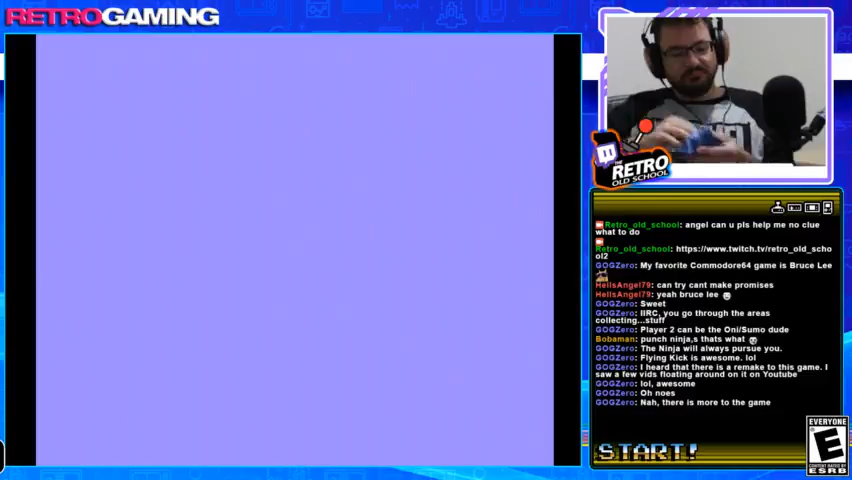 RETROGAMING
THE
RETRO
OLD SCHOOL
Retro_old_school: angel can u pls help me no clue
what to do
Retro_old_school: https://www.twitch.tv/retro_old_scho
ol2
GOGZero: My favorite Commodore64 game is Bruce Lee
HellsAngel79: can try cant make promises
HellsAngel79: yeah bruce lee
GOGZero: Sweet
GOGZero: IIRC, you go through the areas
collecting...stuff
GOGZero: Player 2 can be the Oni/Sumo dude
Bobaman: punch ninja,s thats what
GOGZero: The Ninja will always pursue you.
GOGZero: Flying Kick is awesome. lol
GOGZero: I heard that there is a remake to this game. I
saw a few vids floating around on it on Youtube
GOGZero: lol, awesome
GOGZero: Oh noes
GOGZero: Nah, there is more to the game
START!
EVERYONE
E
CONTENT RATED BY
ESRB